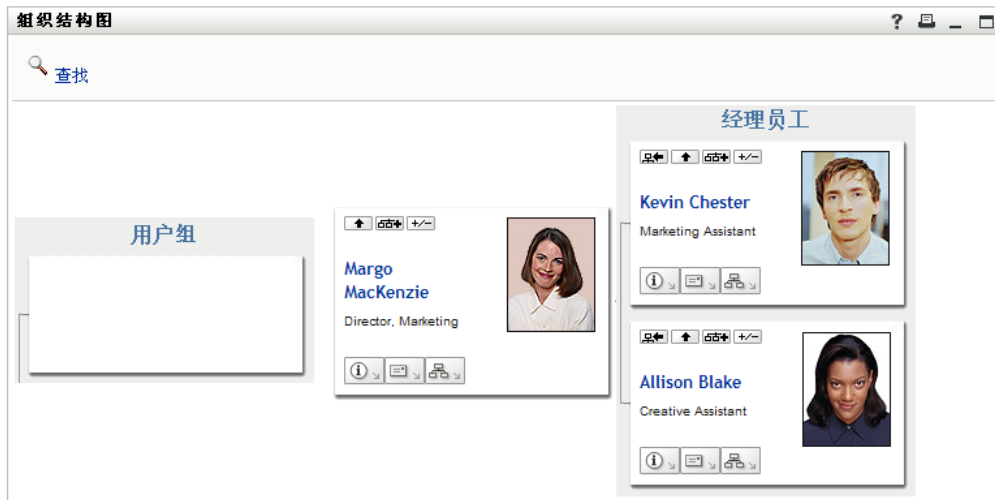 组织结构图
?
查找
用户组
Margo
MacKenzie
Director, Marketing
经理员工
+/-
Kevin Chester
Marketing Assistant
+/-
Allison Blake
Creative Assistant
+/-